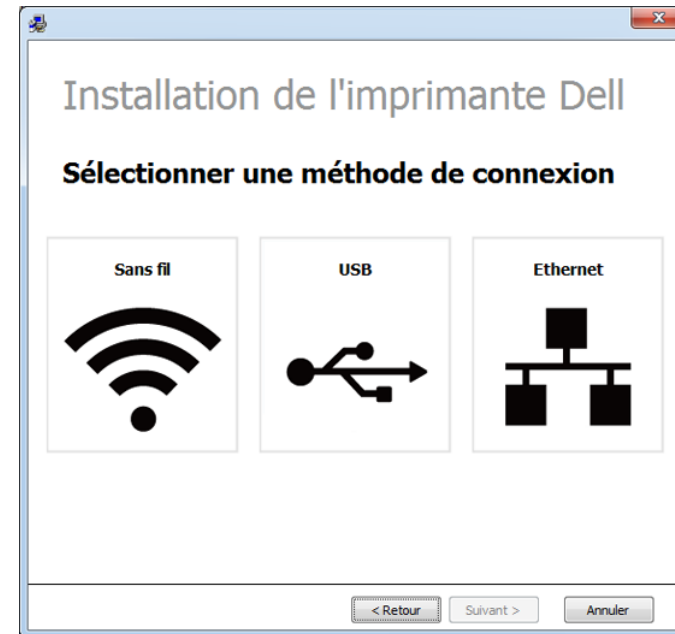 Installation de l'imprimante Dell
Sélectionner une méthode de connexion
Sans fil
USB
Ethernet
< Retour
Suivant >
Annuler